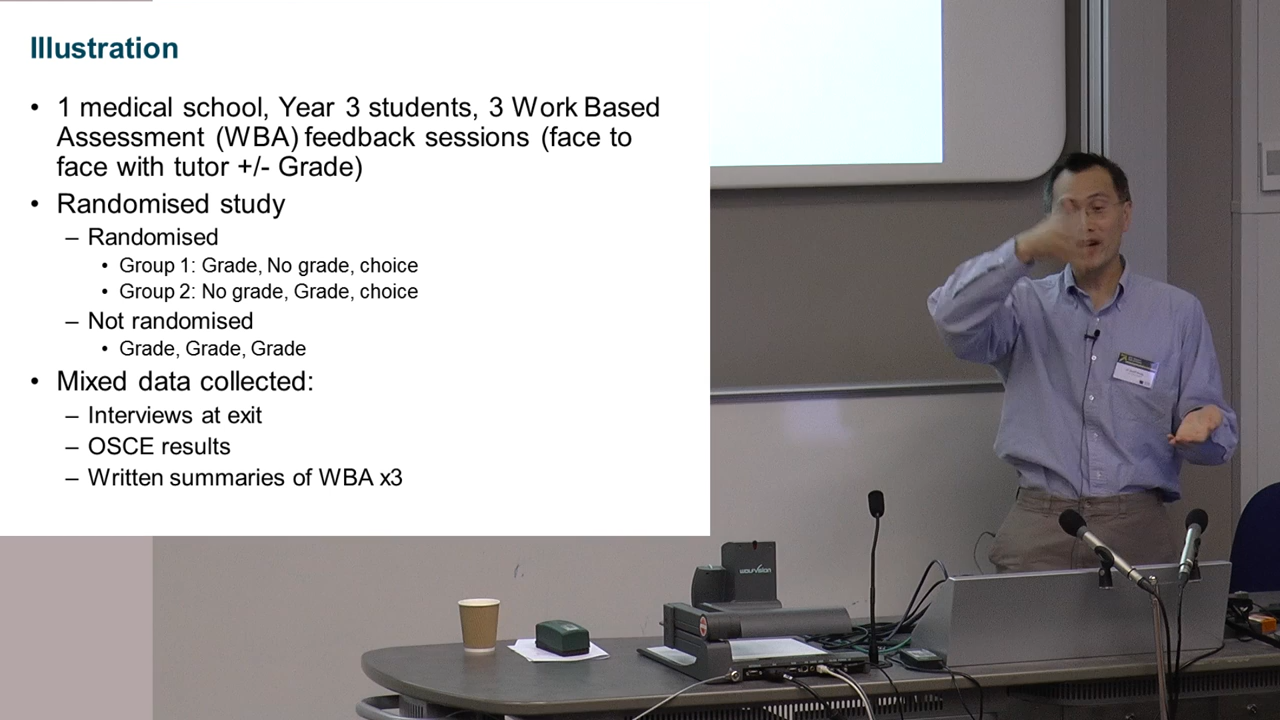 Illustration
• 1 medical school, Year 3 students, 3 Work Based
Assessment (WBA) feedback sessions (face to
face with tutor +/- Grade)
• Randomised study
– Randomised
• Group 1: Grade, No grade, choice
• Group 2: No grade, Grade, choice
– Not randomised
• Grade, Grade, Grade
• Mixed data collected:
– Interviews at exit
– OSCE results
– Written summaries of WBA x3
WOLFVISION